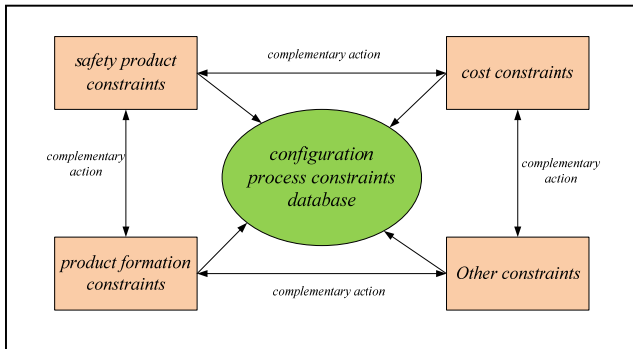 safety product
constraints
complementary action
cost constraints
configuration
process constraints
database
complementary
action
complementary
action
product formation
constraints
complementary action
Other constraints